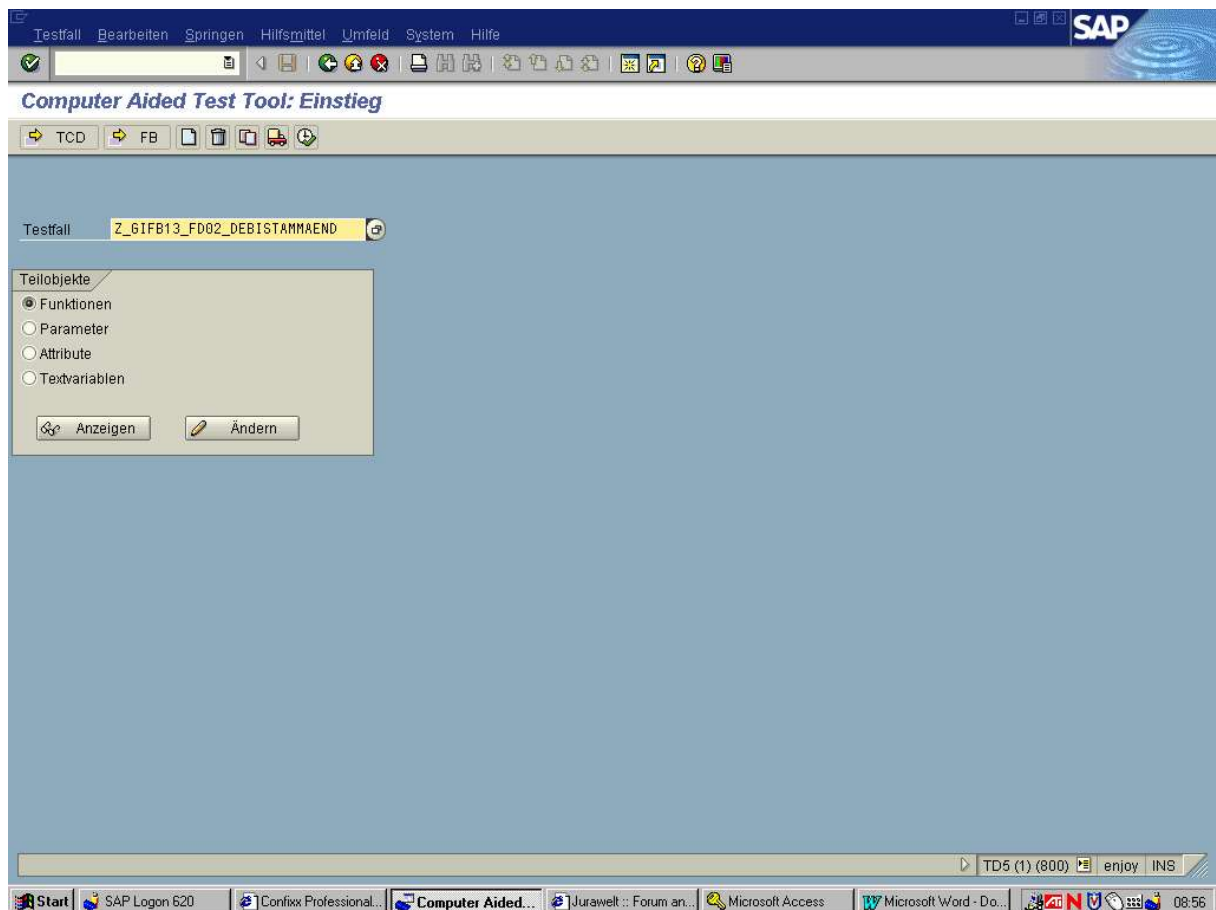 Testfall Bearbeiten Springen Hilfsmittel Umfeld System Hilfe
SAP
Computer Aided Test Tool: Einstieg
TCD FB
Testfall Z_GIFB13_FD02_DEBISTAMMAEND
Teilobjekte
Funktionen
Parameter
Attribute
Textvariablen
Anzeigen Ändern
TD5 (1) (800) enjoy INS
Start SAP Logon 620 Confixx Professional... Computer Aided... Jurawelt :: Forum an... Microsoft Access Microsoft Word - Do... 08:56